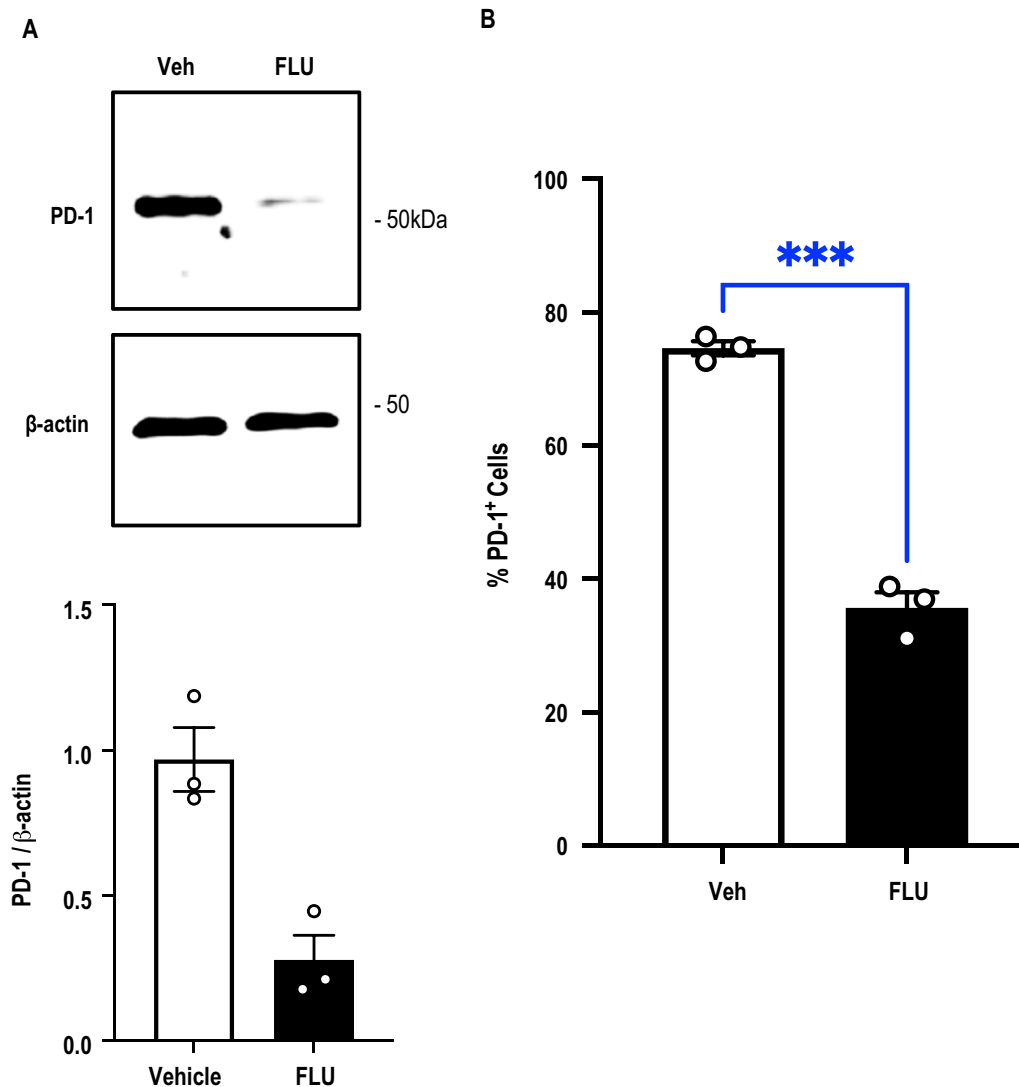 A
Veh FLU
PD-1
- 50kDa
β-actin
- 50
1.5
1.0
0.5
0.0
PD-1 / β-actin
Vehicle FLU
B
100
80
60
40
20
0
% PD-1⁺ Cells
***
Veh FLU